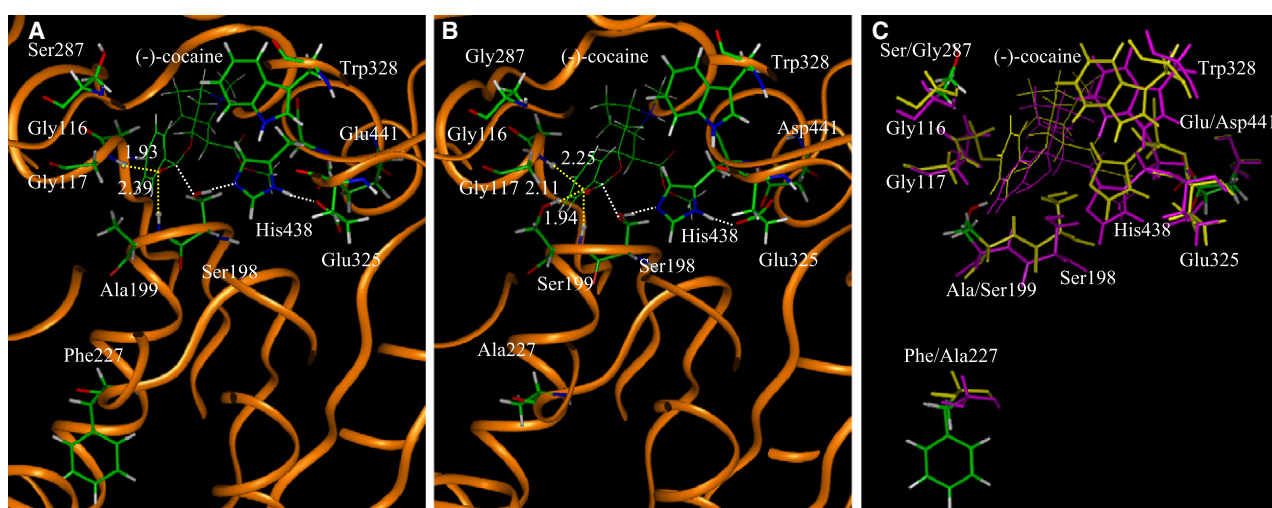 A
Ser287
(-)-cocaine
Trp328
Gly116
Glu441
1.93
Gly117
2.39
His438
Ser198
Glu325
Ala199
Phe227
B
Gly287
(-)-cocaine
Trp328
Gly116
Asp441
2.25
Gly117
2.11
1.94
His438
Ser198
Glu325
Ser199
Ala227
C
Ser/Gly287
(-)-cocaine
Trp328
Gly116
Glu/Asp441
Gly117
His438
Glu325
Ser198
Ala/Ser199
Phe/Ala227